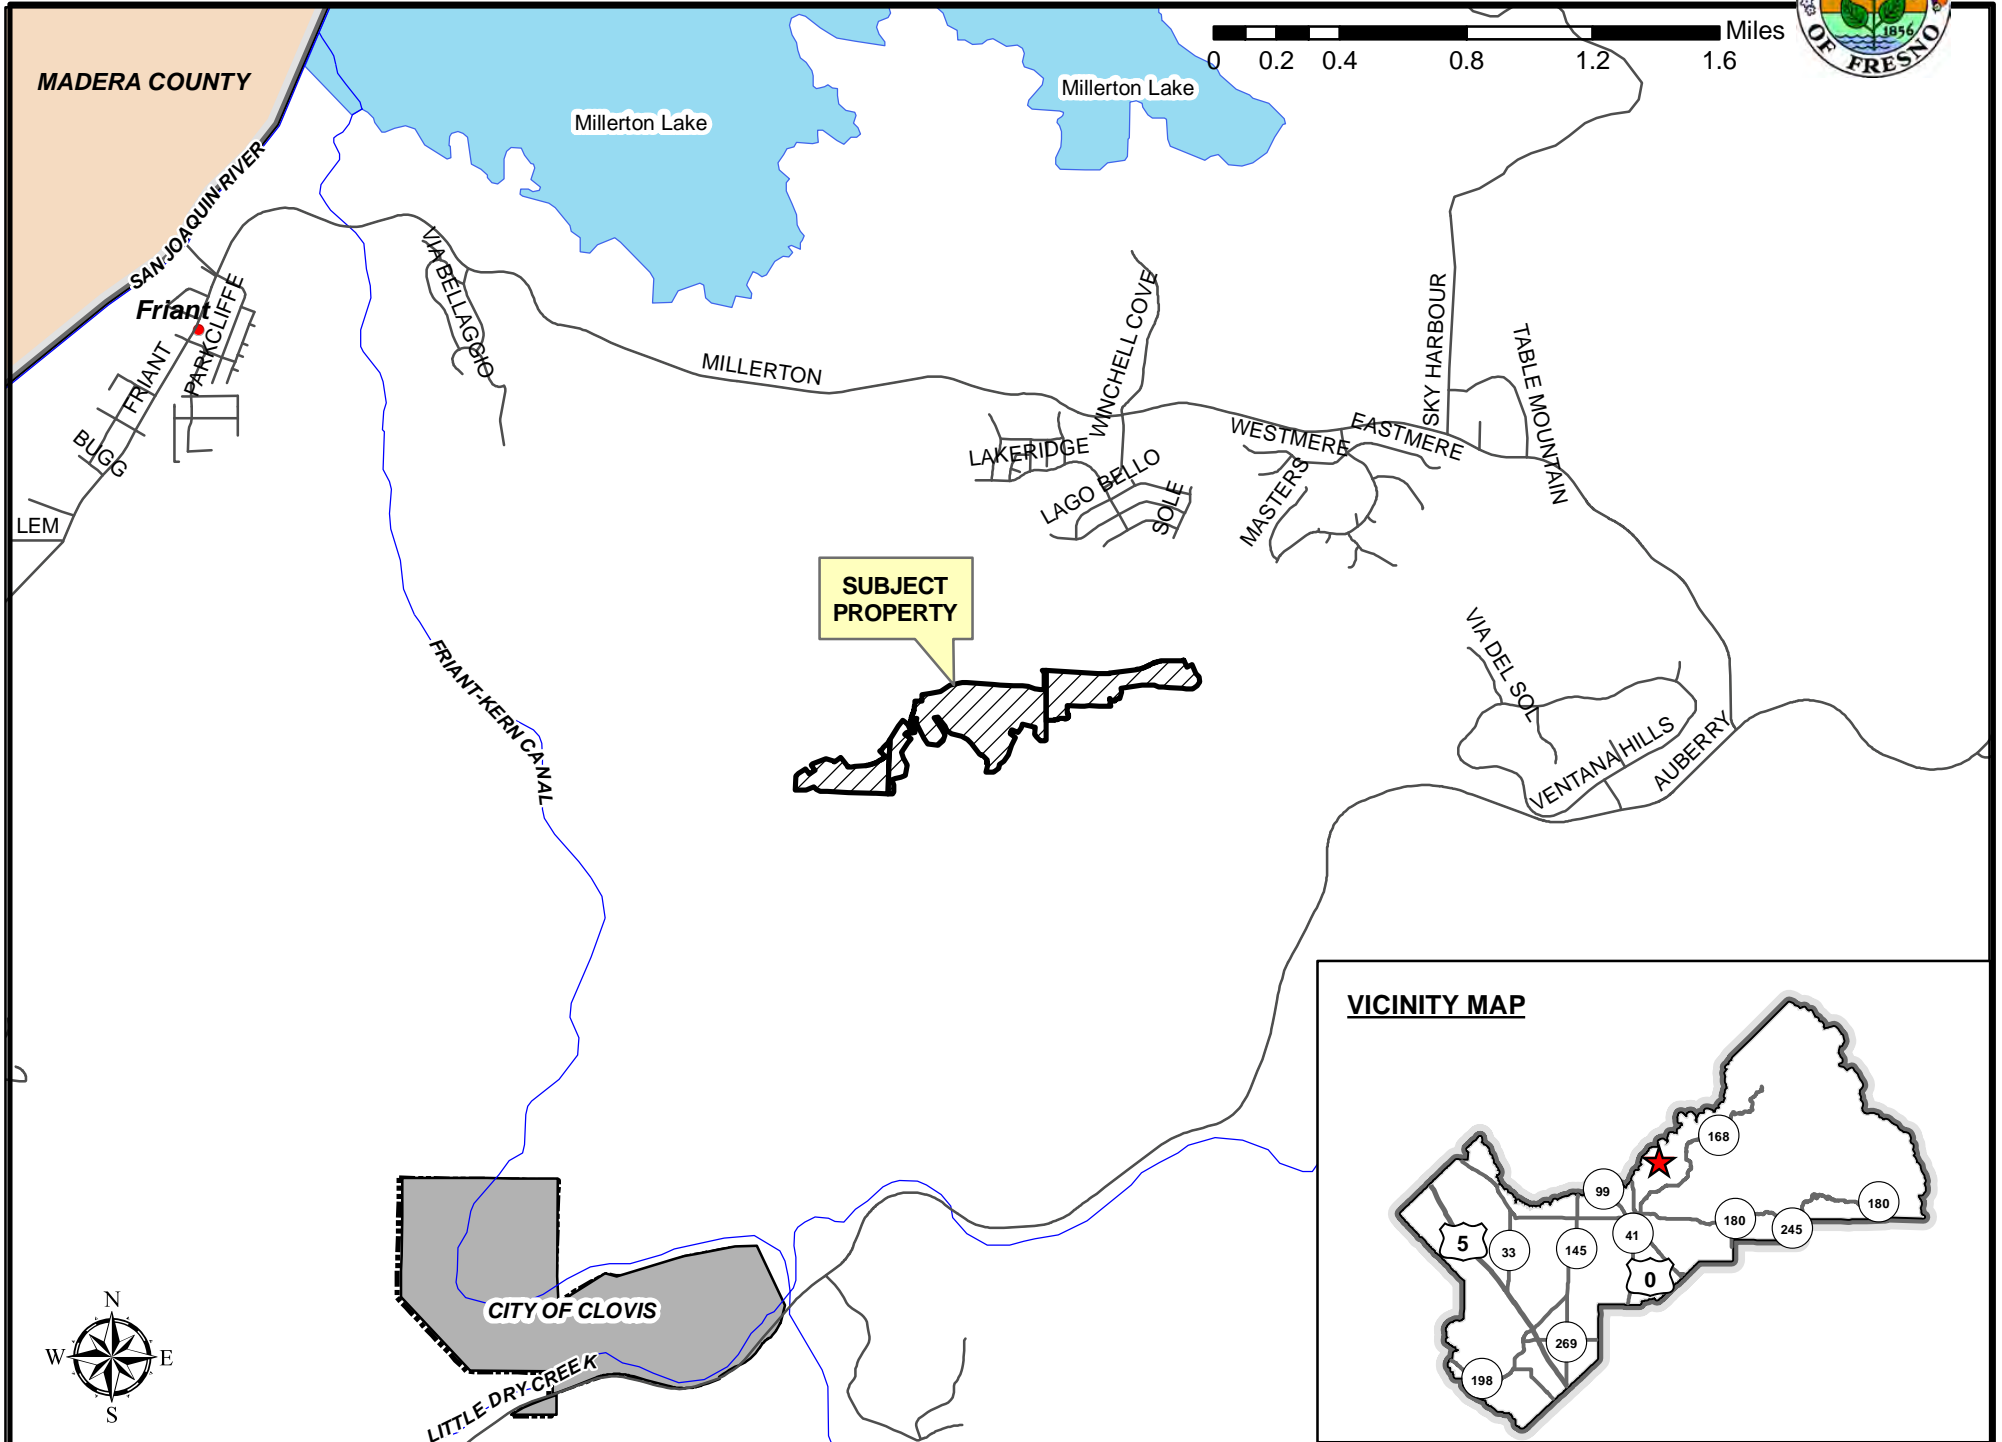 MADERA COUNTY
Millerton Lake
Millerton Lake
Miles
0 0.2 0.4 0.8 1.2 1.6
1856
OF FRESNO
SAN JOAQUIN RIVER
Friant
PARKCLIFFE
FRIANT
BUGG
LEM
VIA BELLAGGIO
MILLERTON
WINCHELL COVE
LAKERIDGE
LAGO BELLO
SOLE
WESTMERE
EASTMERE
MASTERS
SKY HARBOUR
TABLE MOUNTAIN
SUBJECT
PROPERTY
FRIANT-KERN CANAL
VIA DEL SOL
VENTANA HILLS
AUBERRY
CITY OF CLOVIS
LITTLE DRY CREEK
N
W E
S
VICINITY MAP
168
99
180
180
245
41
5
33
145
0
269
198